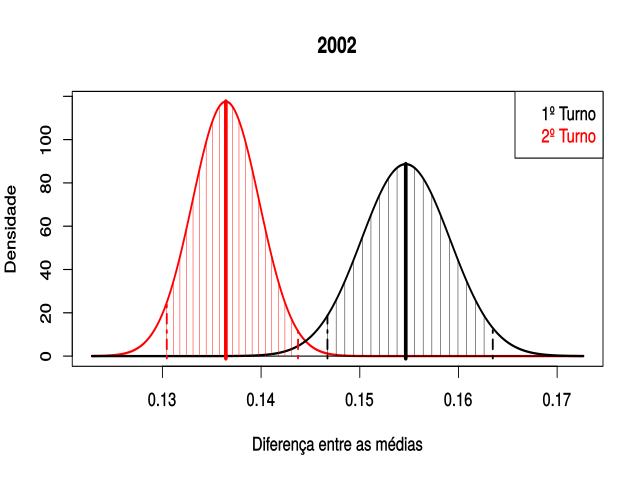 2002
1º Turno
2º Turno
Densidade
100
80
60
40
20
0
0.13 0.14 0.15 0.16 0.17
Diferença entre as médias